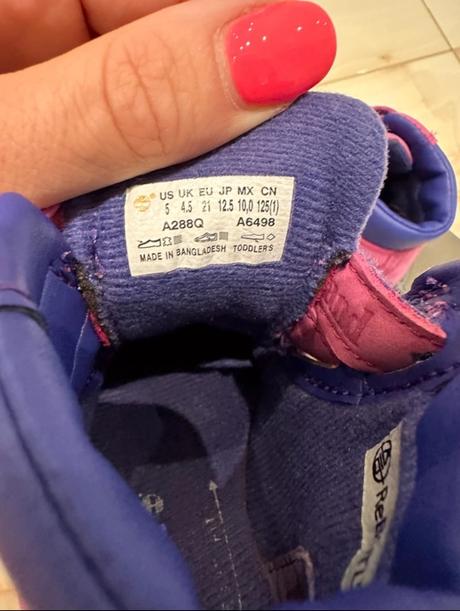 US UK EU JP MX CN
5 4.5 21 12.5 10.0 125(1)
A288Q A6498
MADE IN BANGLADESH TODDLERS